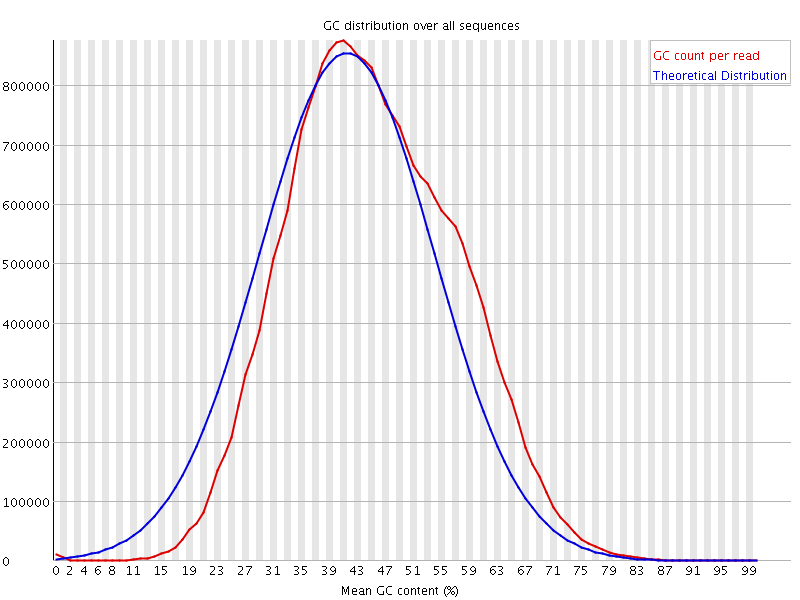 GC distribution over all sequences
GC count per read
Theoretical Distribution
800000
700000
600000
500000
400000
300000
200000
100000
0
0 2 4 6 8 11 15 19 23 27 31 35 39 43 47 51 55 59 63 67 71 75 79 83 87 91 95 99
Mean GC content (%)